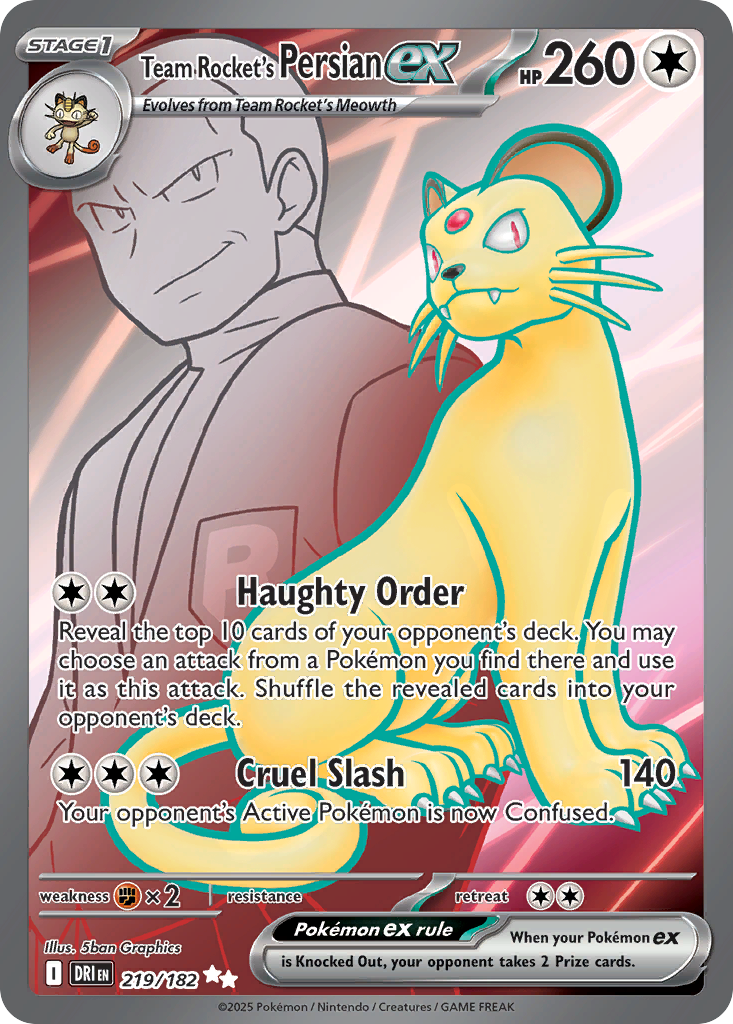 STAGE 1
Team Rocket's Persian ex HP 260
Evolves from Team Rocket's Meowth
R
Haughty Order
Reveal the top 10 cards of your opponent's deck. You may
choose an attack from a Pokémon you find there and use
it as this attack. Shuffle the revealed cards into your
opponent's deck.
Cruel Slash 140
Your opponent's Active Pokémon is now Confused.
weakness ×2 resistance retreat
Pokémon ex rule
When your Pokémon ex
is Knocked Out, your opponent takes 2 Prize cards.
Illus. 5ban Graphics
I DRI EN 219/182
©2025 Pokémon / Nintendo / Creatures / GAME FREAK